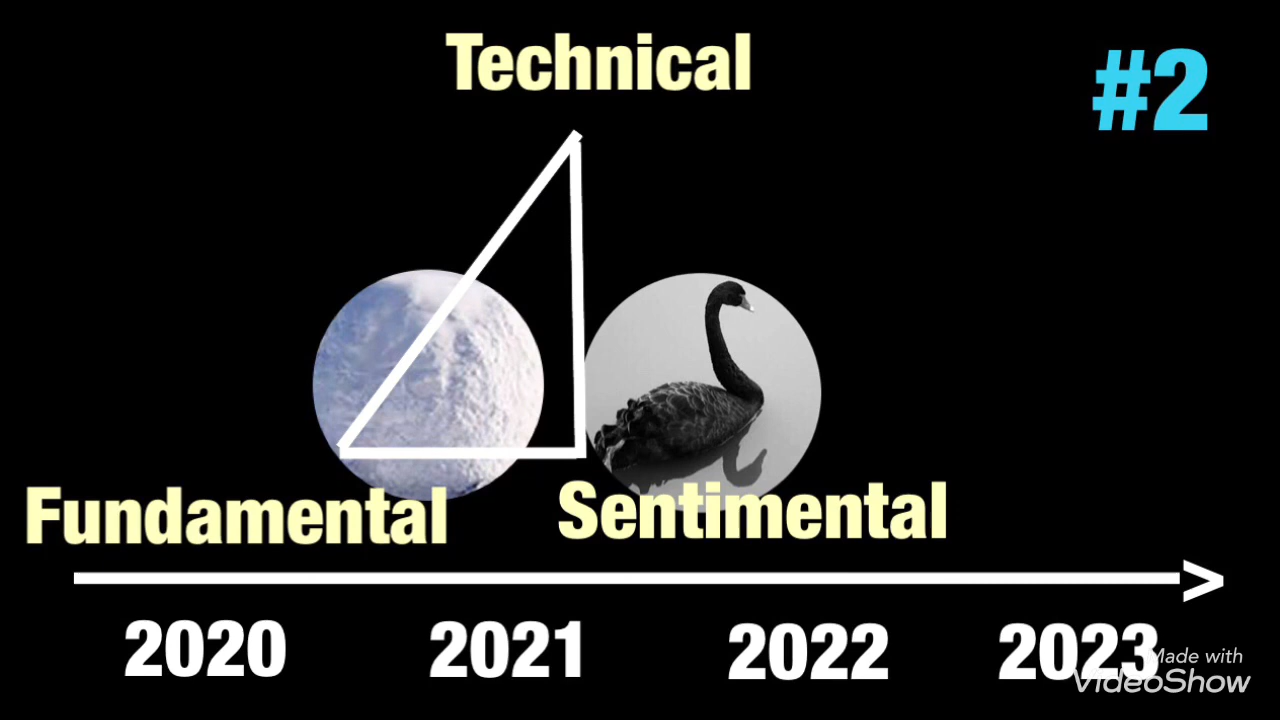 Technical
#2
Fundamental
Sentimental
>
2020
2021
2022
2023
Made with
VideoShow